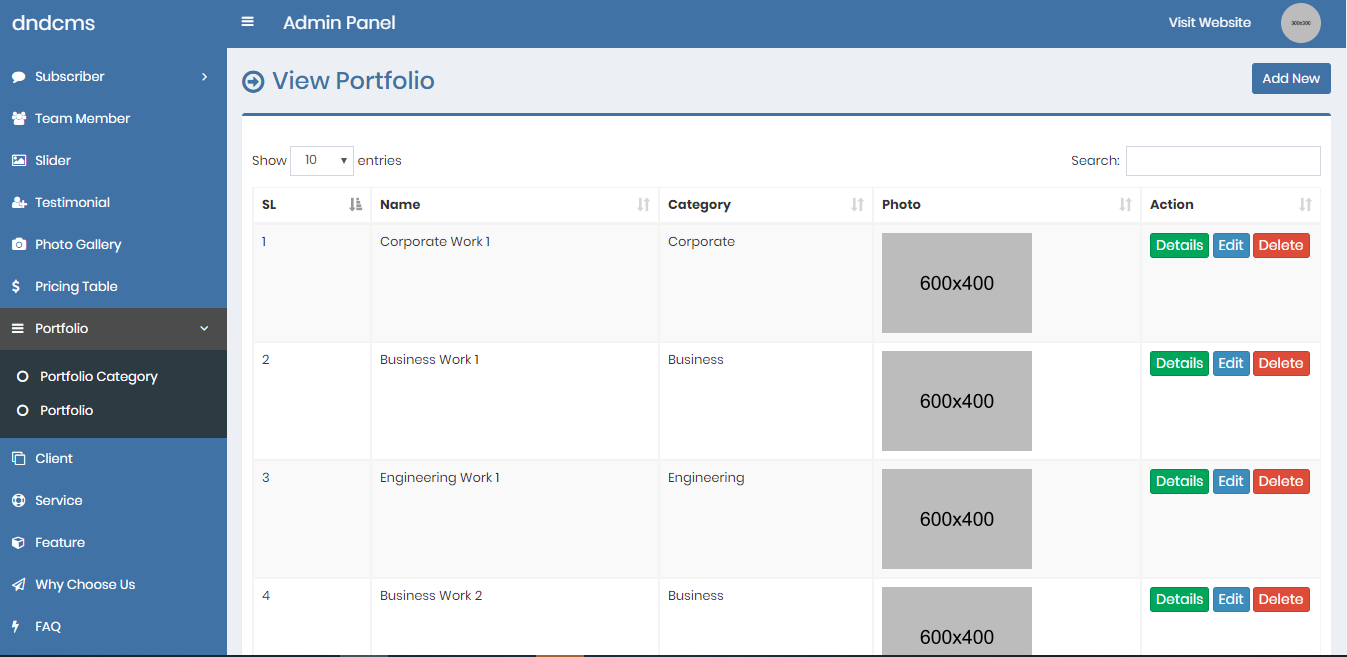 dndcms
Admin Panel
Visit Website
300x300
Subscriber
Team Member
Slider
Testimonial
Photo Gallery
Pricing Table
Portfolio
Portfolio Category
Portfolio
Client
Service
Feature
Why Choose Us
FAQ
View Portfolio
Add New
Show 10 entries
Search:
SL Name Category Photo Action
1 Corporate Work 1 Corporate 600x400 Details Edit Delete
2 Business Work 1 Business 600x400 Details Edit Delete
3 Engineering Work 1 Engineering 600x400 Details Edit Delete
4 Business Work 2 Business 600x400 Details Edit Delete